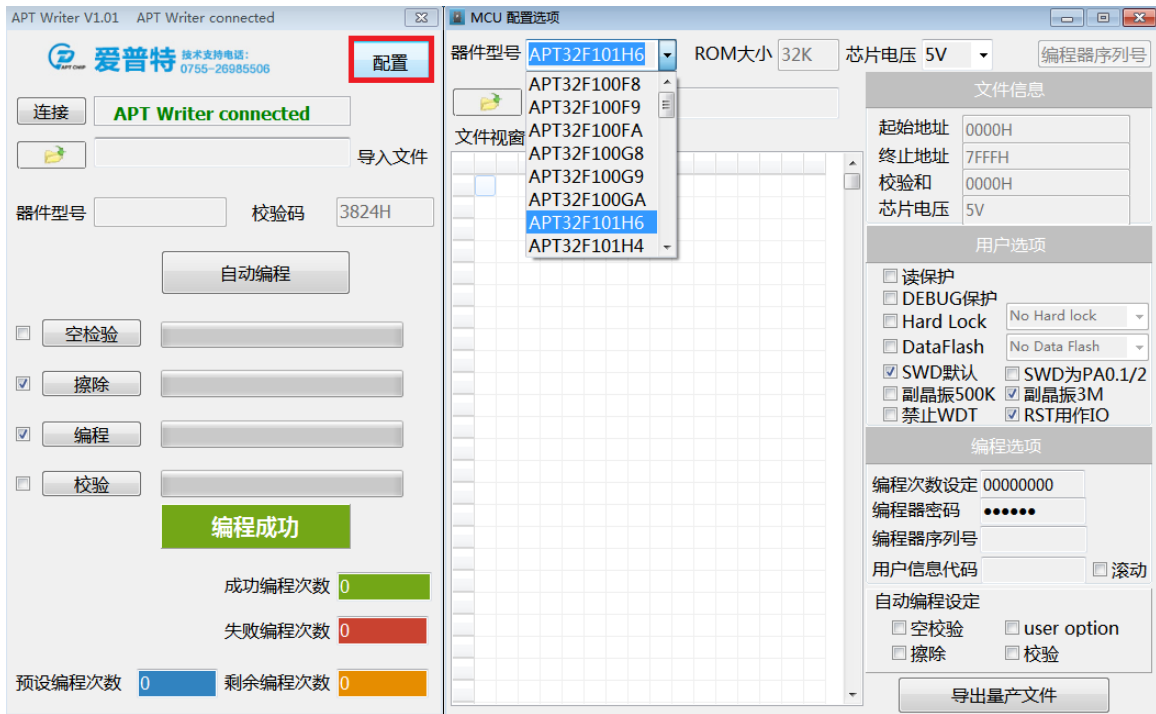 APT Writer V1.01 APT Writer connected
爱普特 技术支持电话:
0755-26985506
APT CHIP
配置
连接 APT Writer connected
导入文件
器件型号 校验码 3824H
自动编程
空检验
擦除
编程
校验
编程成功
成功编程次数 0
失败编程次数 0
预设编程次数 0 剩余编程次数 0
MCU 配置选项
器件型号 APT32F101H6 ROM大小 32K 芯片电压 5V 编程器序列号
APT32F100F8
APT32F100F9
APT32F100FA
APT32F100G8
APT32F100G9
APT32F100GA
APT32F101H6
APT32F101H4
文件视窗
文件信息
起始地址 0000H
终止地址 7FFFH
校验和 0000H
芯片电压 5V
用户选项
读保护
DEBUG保护
Hard Lock No Hard lock
DataFlash No Data Flash
SWD默认 SWD为PA0.1/2
副晶振500K 副晶振3M
禁止WDT RST用作IO
编程选项
编程次数设定 00000000
编程器密码 ●●●●●●
编程器序列号
用户信息代码 滚动
自动编程设定
空校验 user option
擦除 校验
导出量产文件